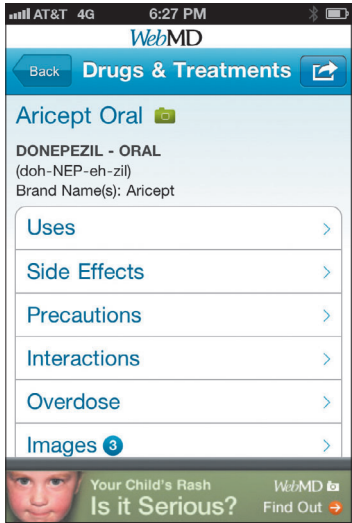 AT&T 4G 6:27 PM
WebMD
Back Drugs & Treatments
Aricept Oral
DONEPEZIL - ORAL
(doh-NEP-eh-zil)
Brand Name(s): Aricept
Uses
Side Effects
Precautions
Interactions
Overdose
Images 3
Your Child's Rash WebMD
Is it Serious? Find Out